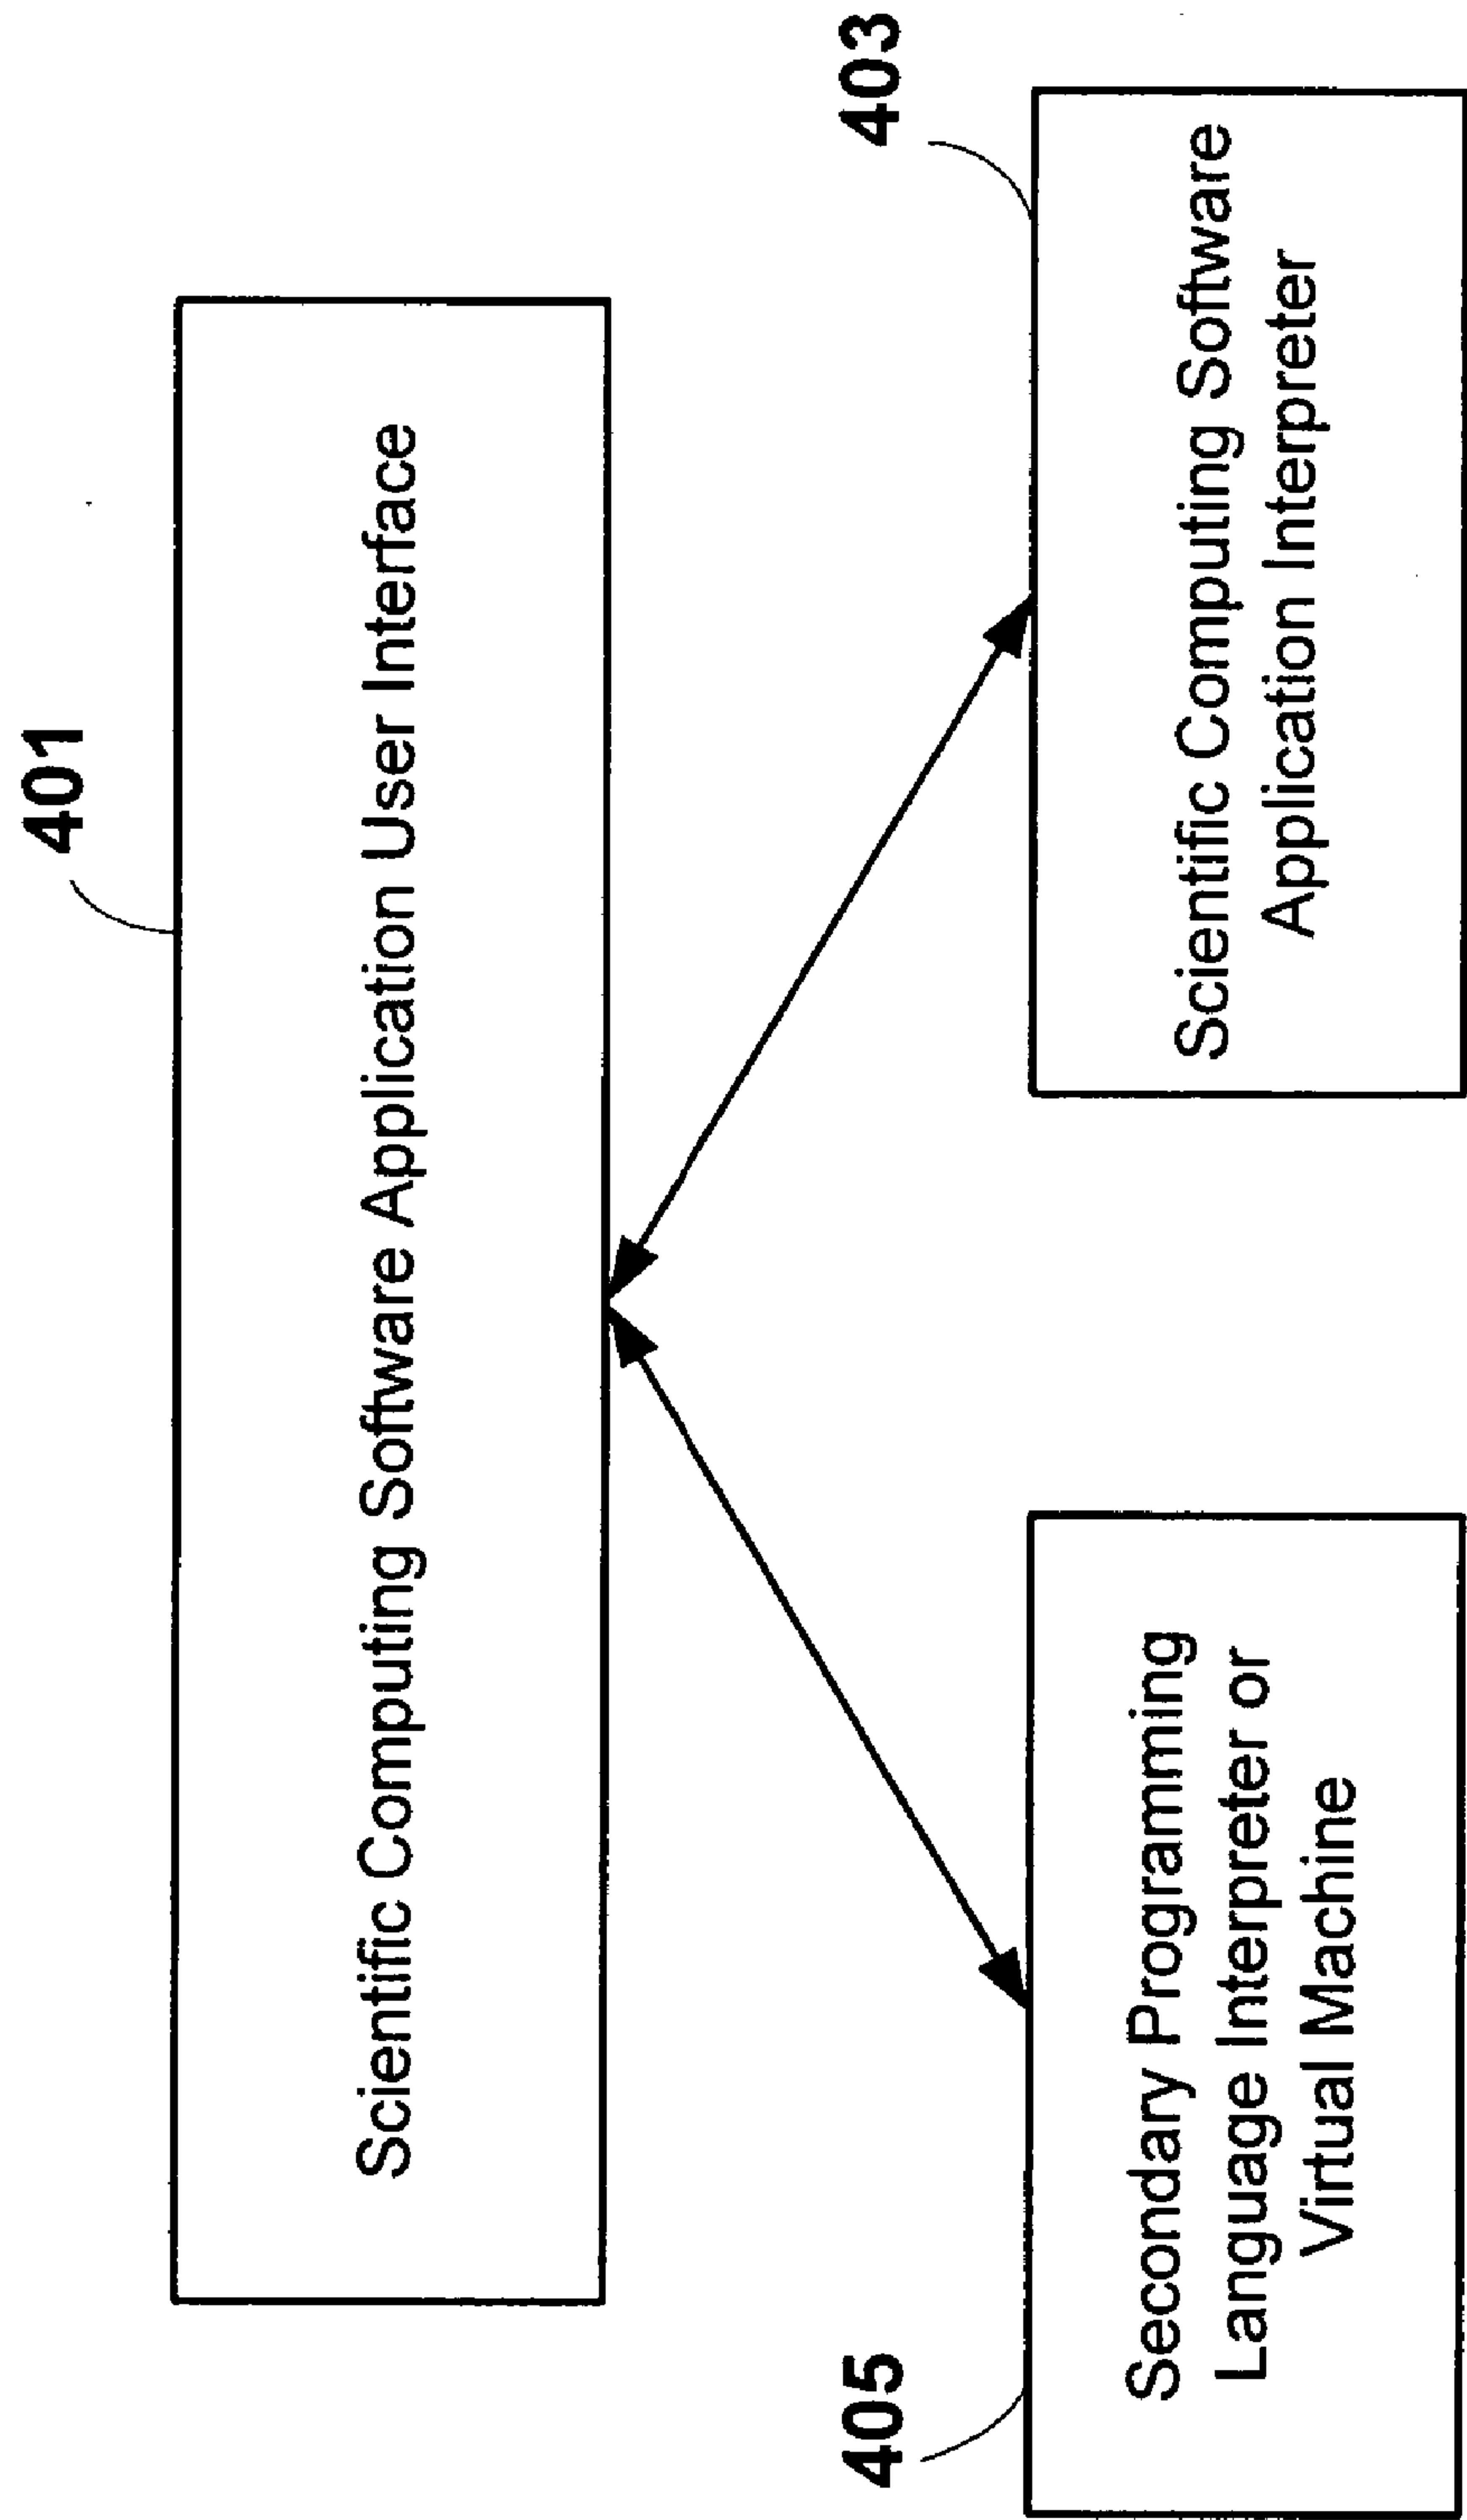 401
Scientific Computing Software Application User Interface
405
Secondary Programming
Language Interpreter or
Virtual Machine
403
Scientific Computing Software
Application Interpreter